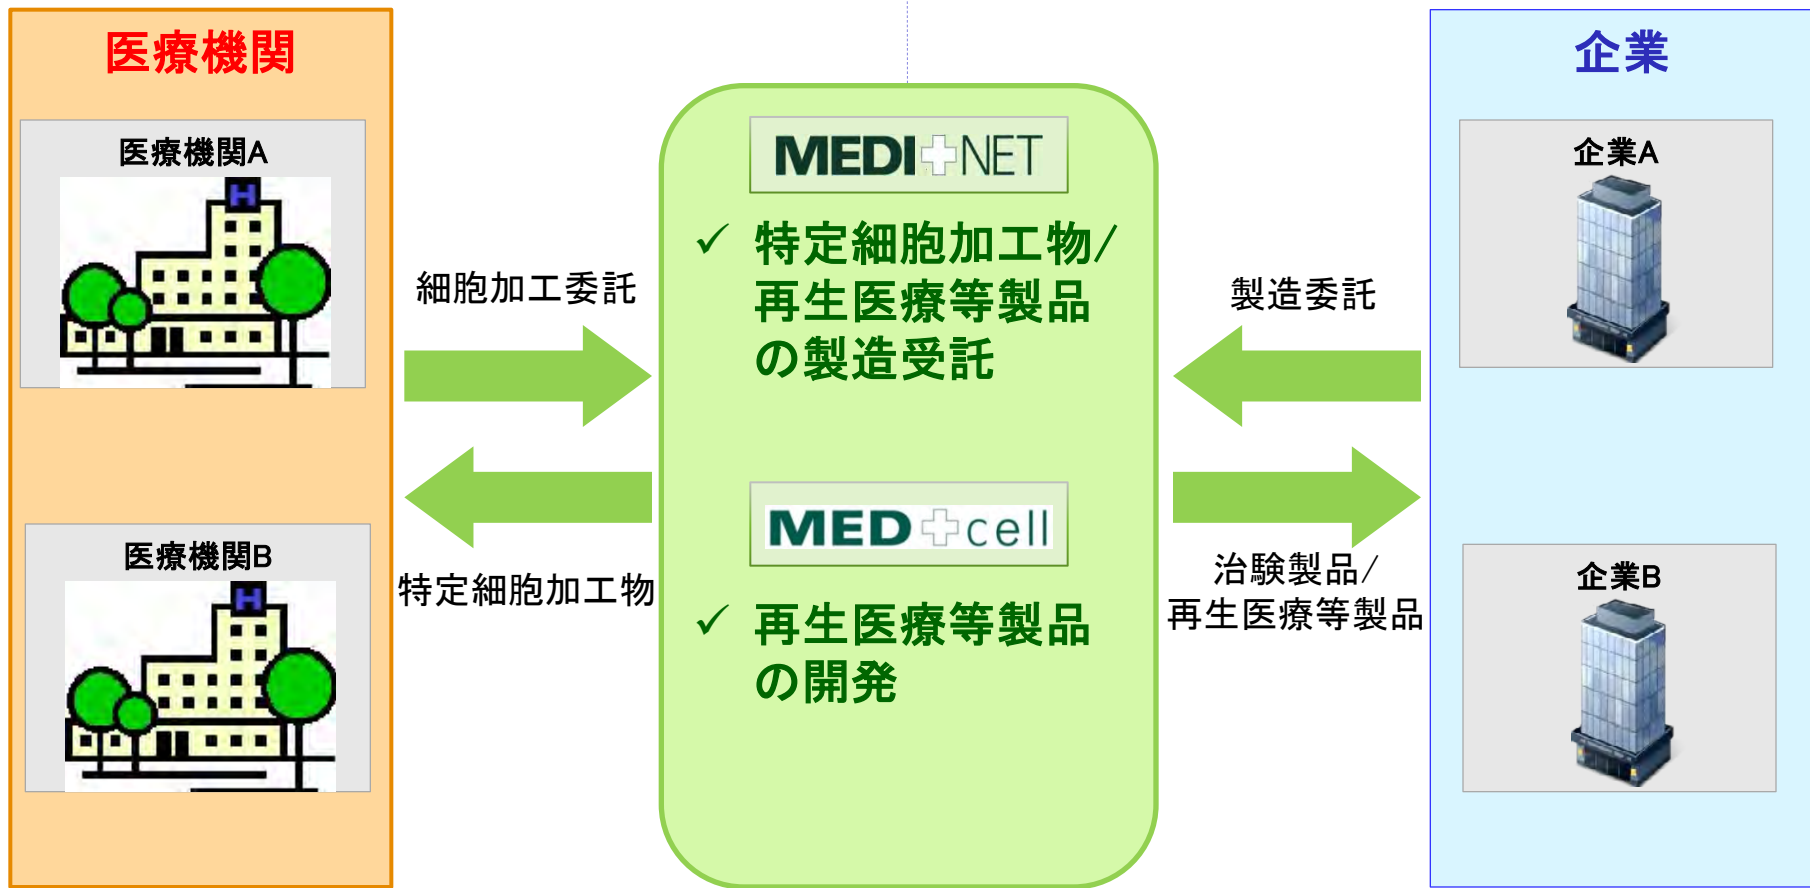 医療機関
医療機関A
H
医療機関B
H
細胞加工委託
特定細胞加工物
MEDI NET
✓ 特定細胞加工物/
再生医療等製品
の製造受託
MED cell
✓ 再生医療等製品
の開発
製造委託
治験製品/
再生医療等製品
企業
企業A
企業B